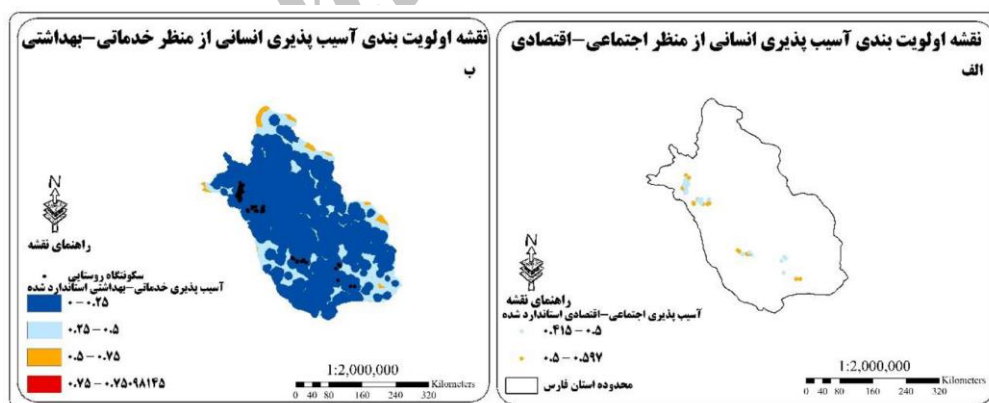 نقشه اولویت بندی آسیب پذیری انسانی از منظر اجتماعی-اقتصادی
الف
N
راهنمای نقشه
آسیب پذیری اجتماعی-اقتصادی استاندارد شده
۰.۴۱۵ – ۰.۵
۰.۵ – ۰.۵۹۷
محدوده استان فارس
1:2,000,000
Kilometers
0 40 80 160 240 320
نقشه اولویت بندی آسیب پذیری انسانی از منظر خدماتی-بهداشتی
ب
N
راهنمای نقشه
سکونتگاه روستایی
آسیب پذیری خدماتی-بهداشتی استاندارد شده
۰ – ۰.۲۵
۰.۲۵ – ۰.۵
۰.۵ – ۰.۷۵
۰.۷۵ – ۰.۷۵۰۹۸۱۴۵
1:2,000,000
Kilometers
0 40 80 160 240 320